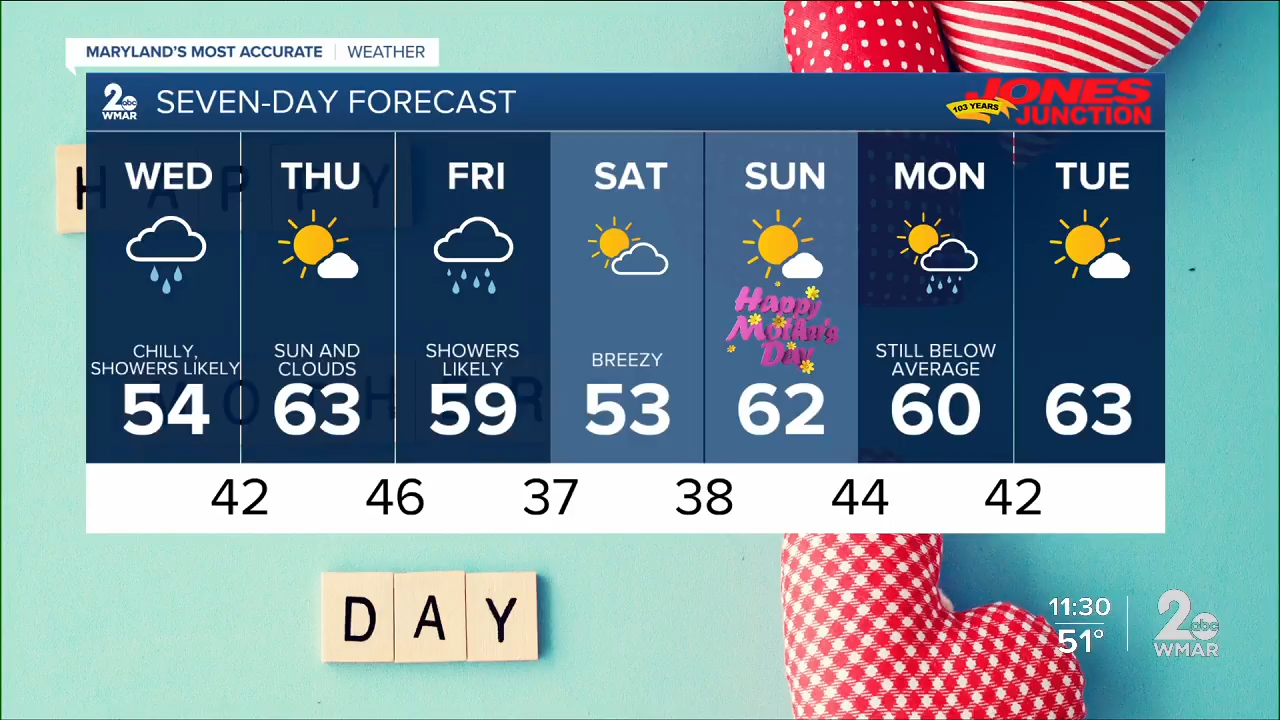 MARYLAND'S MOST ACCURATE | WEATHER
2 abc WMAR SEVEN-DAY FORECAST
103 YEARS JONES JUNCTION
HAPPY
WED THU FRI SAT SUN MON TUE
Happy
Mother's
Day
CHILLY, SHOWERS LIKELY
SUN AND CLOUDS
SHOWERS LIKELY
BREEZY
STILL BELOW AVERAGE
54 63 59 53 62 60 63
MOTHER
42 46 37 38 44 42
DAY
11:30
51°
2 abc
WMAR